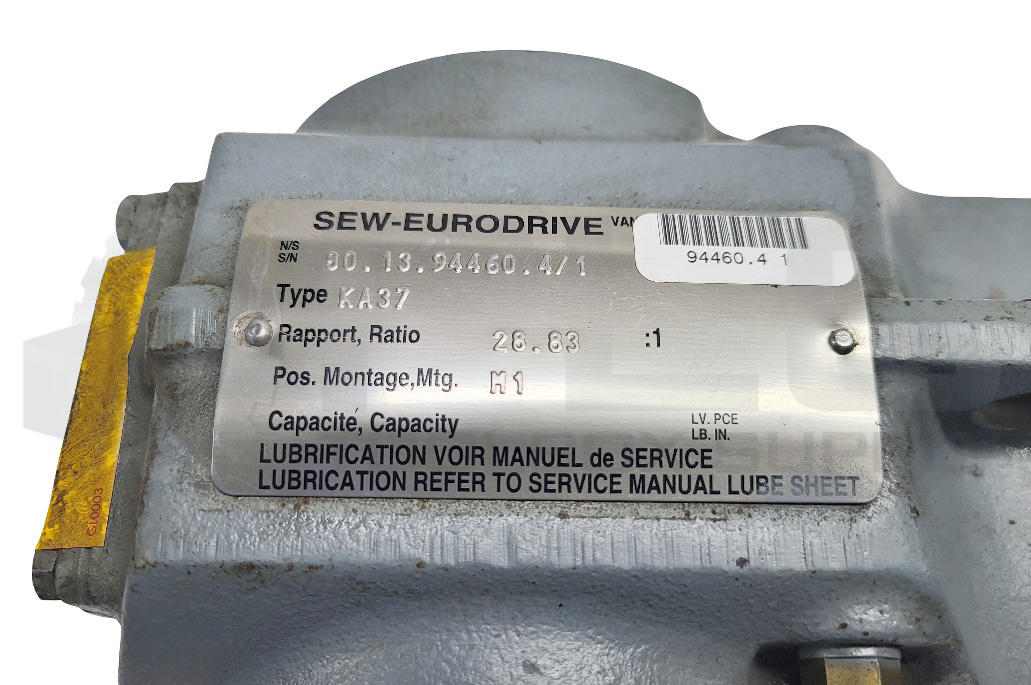 SEW-EURODRIVE
94460.4 1
N/S
S/N 80.13.94460.4/1
Type KA37
Rapport, Ratio 28.83 :1
Pos. Montage,Mtg. M1
Capacité, Capacity LV. PCE
LB. IN.
LUBRIFICATION VOIR MANUEL de SERVICE
LUBRICATION REFER TO SERVICE MANUAL LUBE SHEET
GL0003